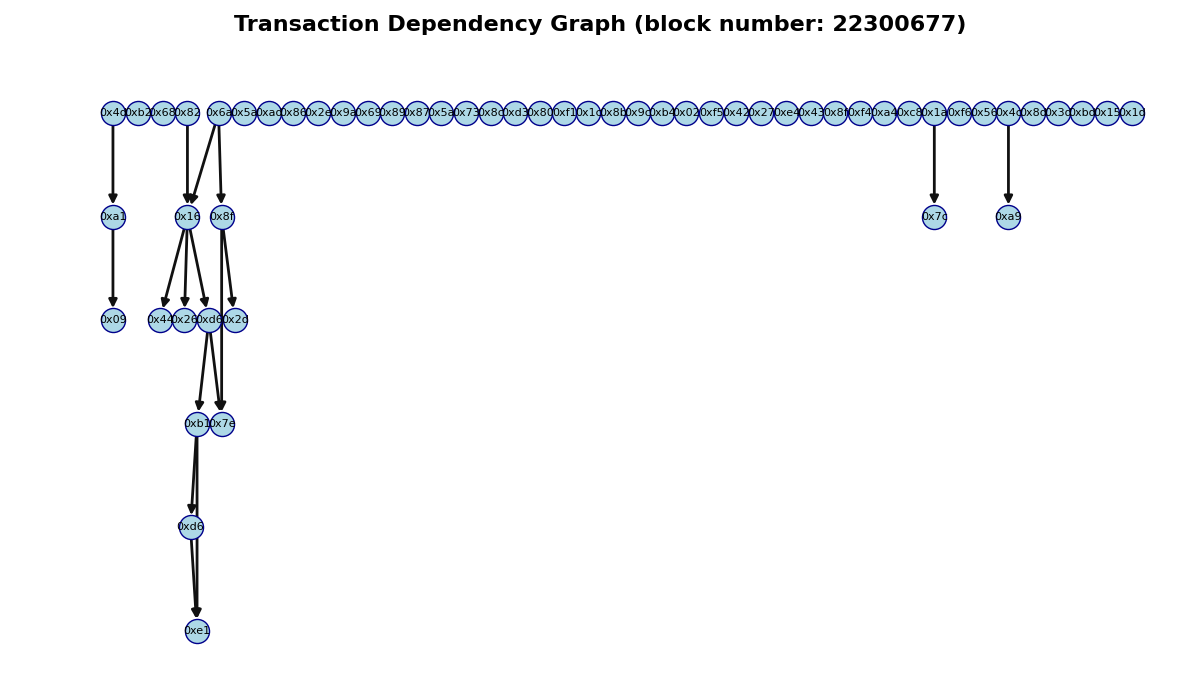 Transaction Dependency Graph (block number: 22300677)
0x4c 0xb2 0x68 0x82 0x6a 0x5a 0xad 0x86 0x2e 0x9a 0x69 0x89 0x87 0x5a 0x73 0x8c 0xd3 0x80 0xf1 0x1c 0x8b 0x9c 0xb4 0x02 0xf5 0x42 0x27 0xe4 0x43 0x8f 0xf4 0xa4 0xc8 0x1a 0xf6 0x56 0x4c 0x8d 0x3c 0xbd 0x15 0x1d
0xa1 0x16 0x8f 0x7c 0xa9
0x09 0x44 0x26 0xd6 0x2d
0xb1 0x7e
0xd6
0xe1